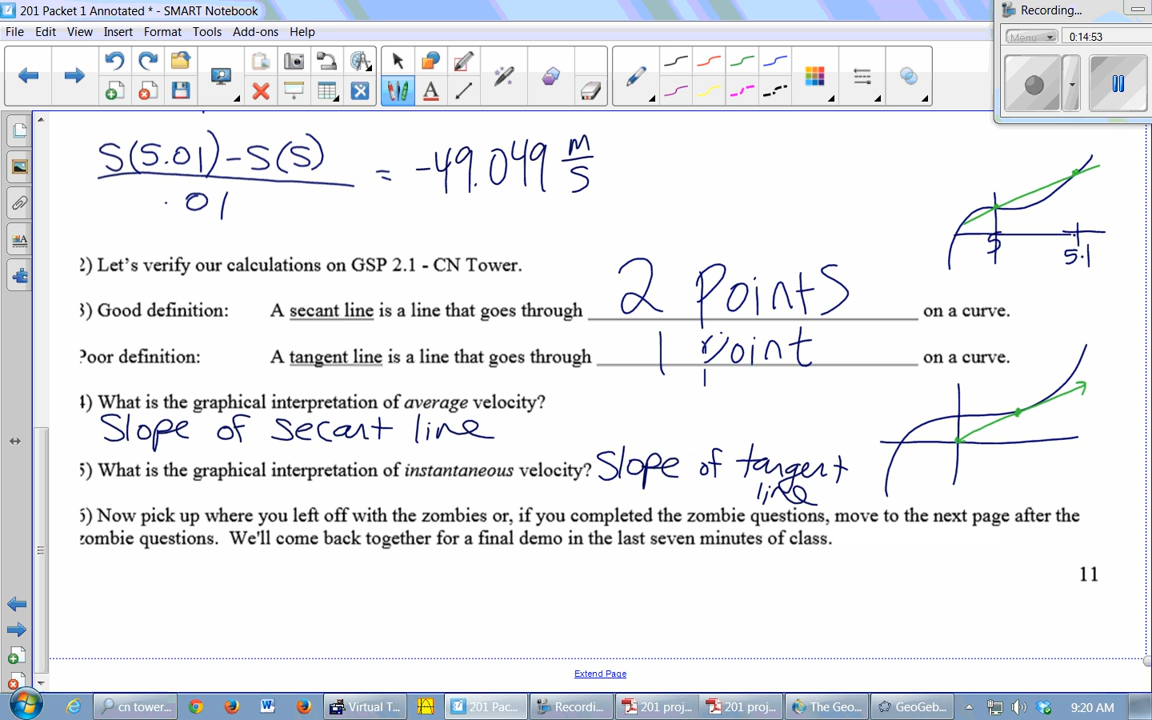 201 Packet 1 Annotated * - SMART Notebook
Recording...
File Edit View Insert Format Tools Add-ons Help
Menu
0:14:53
S(5.01) - S(5)
.01
= -49.049 m/s
5
5.1
2) Let's verify our calculations on GSP 2.1 - CN Tower.
3) Good definition: A secant line is a line that goes through 2 Points on a curve.
Poor definition: A tangent line is a line that goes through 1 point on a curve.
4) What is the graphical interpretation of average velocity?
Slope of secant line
5) What is the graphical interpretation of instantaneous velocity? Slope of tangent
line
6) Now pick up where you left off with the zombies or, if you completed the zombie questions, move to the next page after the
zombie questions. We'll come back together for a final demo in the last seven minutes of class.
11
Extend Page
cn tower...
Virtual T...
201 Pac...
Recordi...
201 proj...
201 proj...
The Geo...
GeoGeb...
9:20 AM